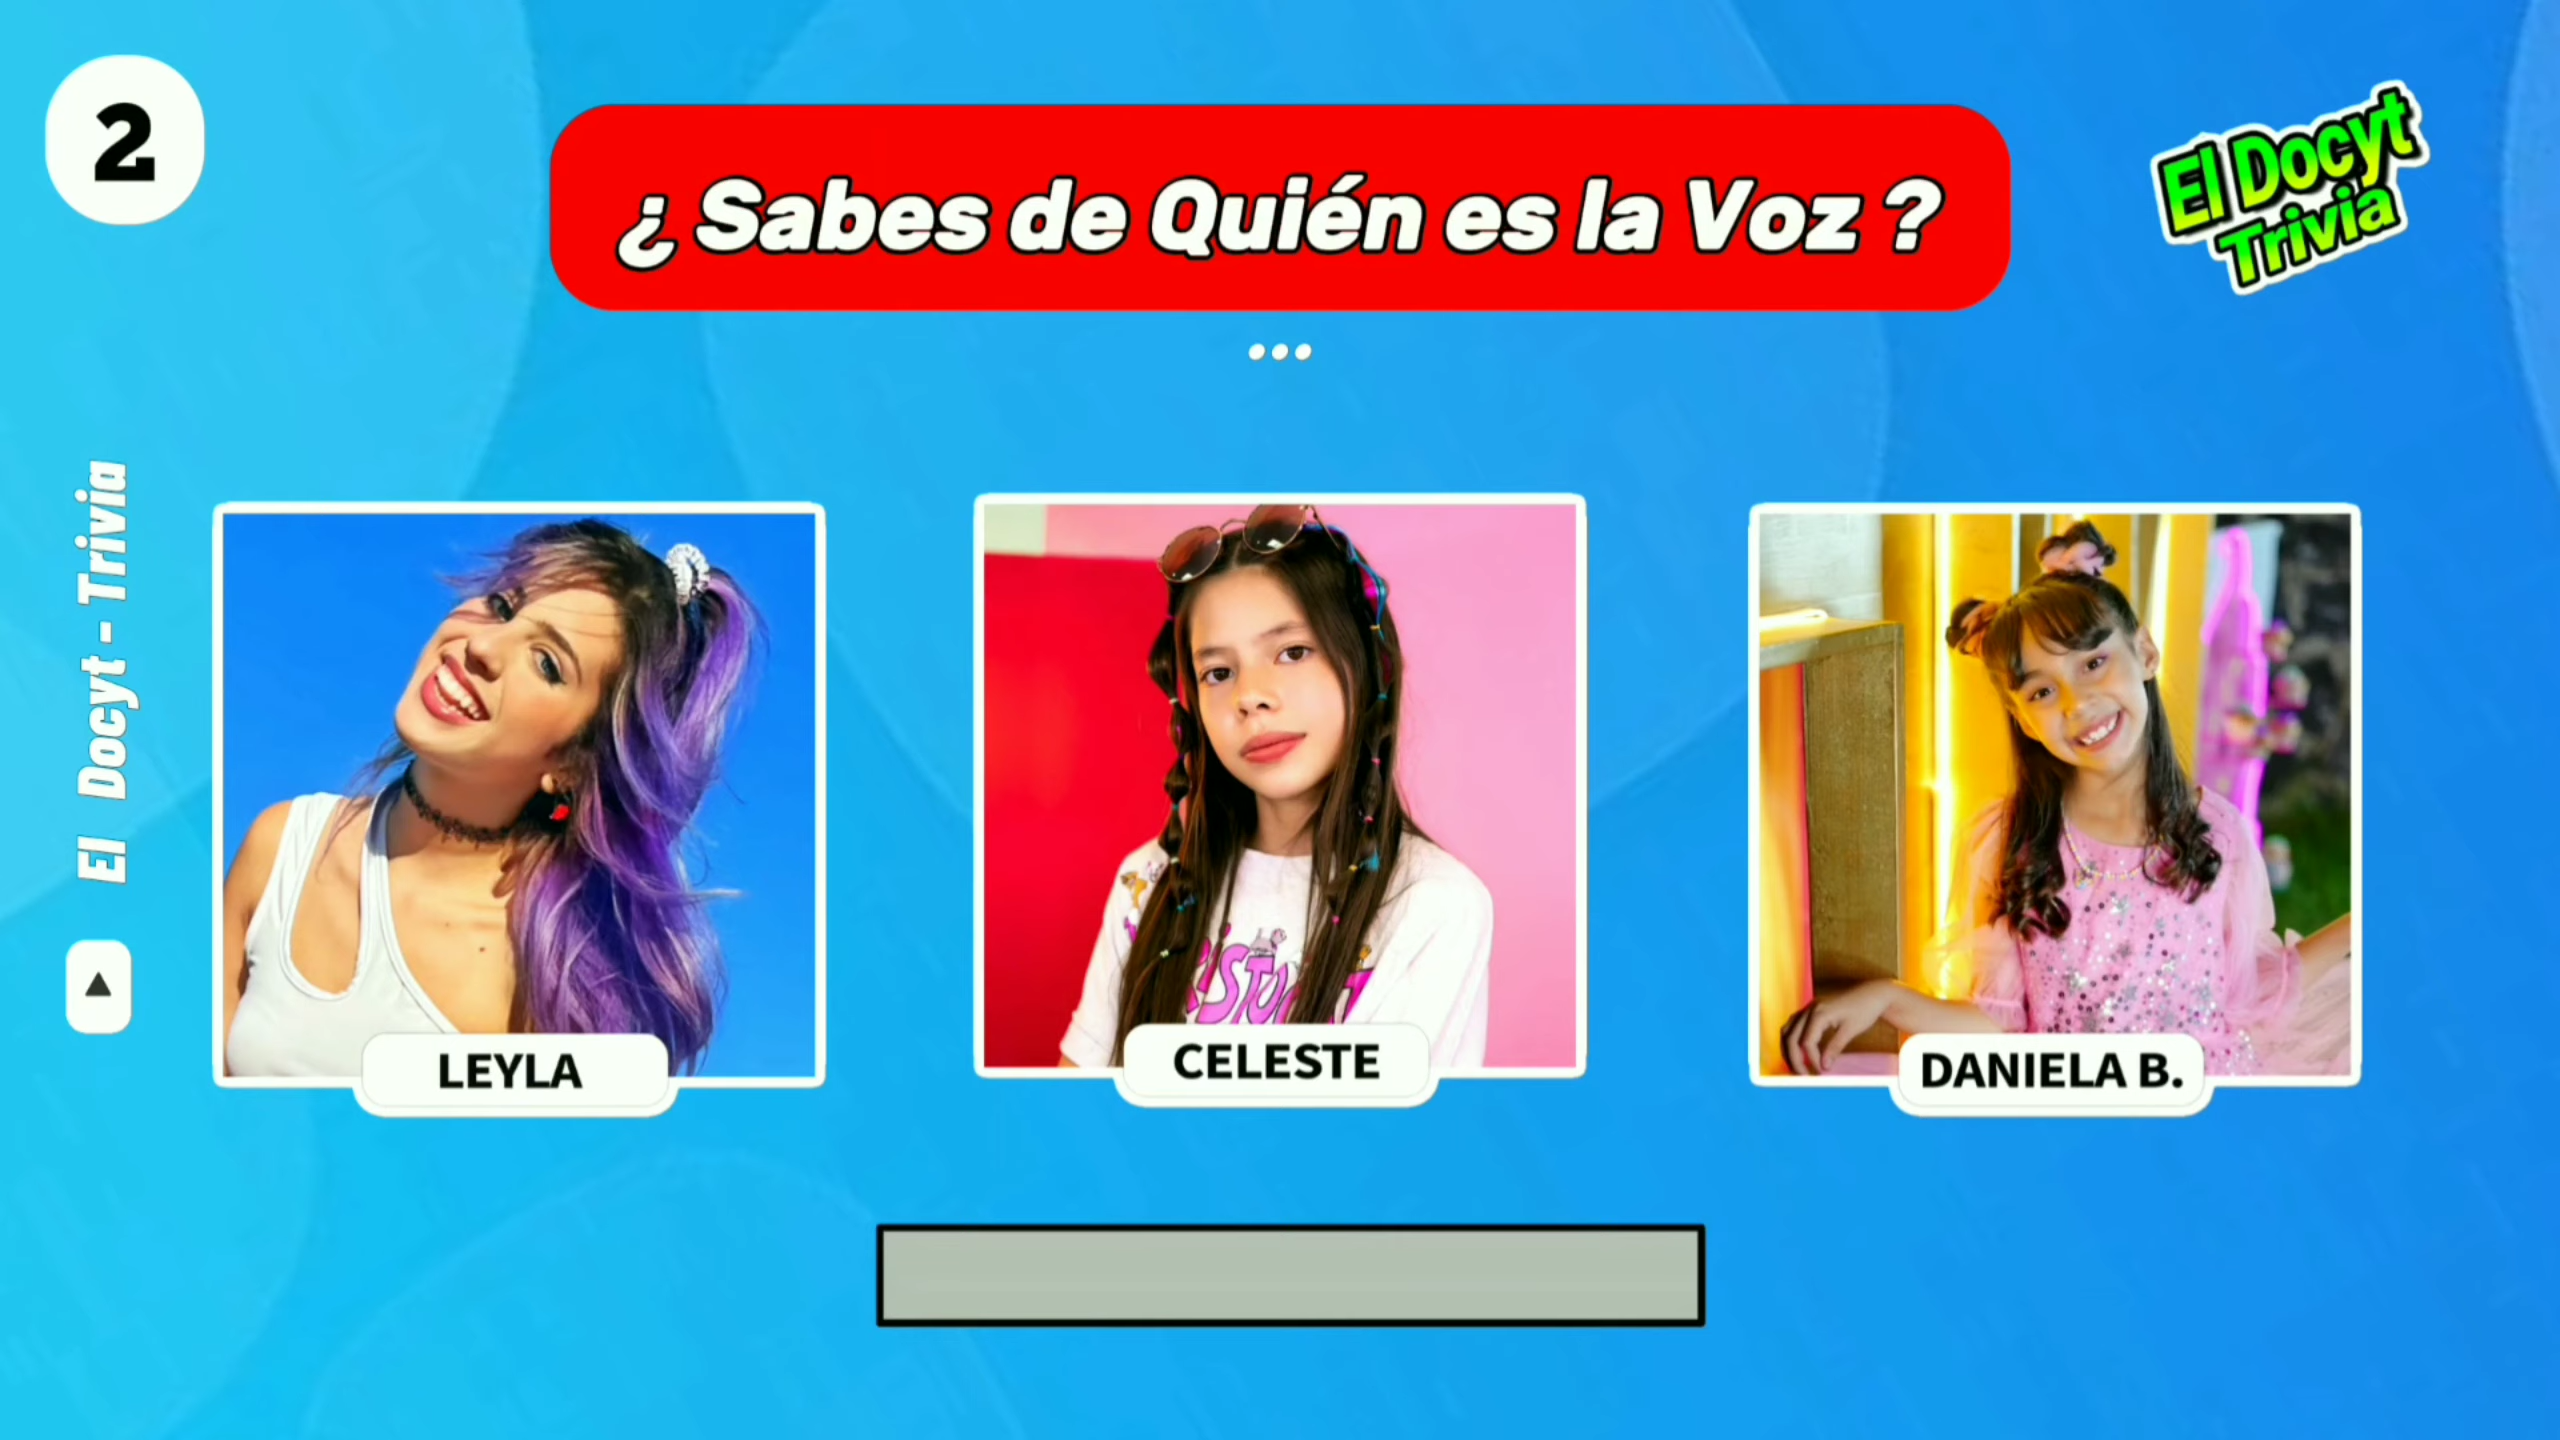 2
¿ Sabes de Quién es la Voz ?
El Docyt
Trivia
...
El Docyt - Trivia
LEYLA
CELESTE
DANIELA B.